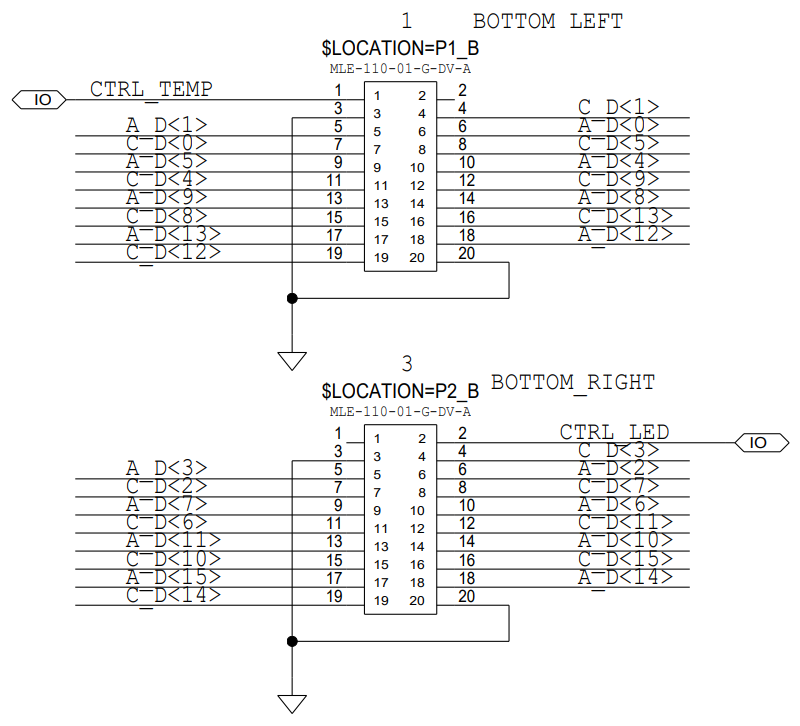 1 BOTTOM LEFT
$LOCATION=P1_B
MLE-110-01-G-DV-A
IO CTRL_TEMP 1 1 2 2
3 3 4 4 C_D<1>
A_D<1> 5 5 6 6 A_D<0>
C_D<0> 7 7 8 8 C_D<5>
A_D<5> 9 9 10 10 A_D<4>
C_D<4> 11 11 12 12 C_D<9>
A_D<9> 13 13 14 14 A_D<8>
C_D<8> 15 15 16 16 C_D<13>
A_D<13> 17 17 18 18 A_D<12>
C_D<12> 19 19 20 20
3
$LOCATION=P2_B BOTTOM_RIGHT
MLE-110-01-G-DV-A
1 1 2 2 CTRL_LED IO
3 3 4 4 C_D<3>
A_D<3> 5 5 6 6 A_D<2>
C_D<2> 7 7 8 8 C_D<7>
A_D<7> 9 9 10 10 A_D<6>
C_D<6> 11 11 12 12 C_D<11>
A_D<11> 13 13 14 14 A_D<10>
C_D<10> 15 15 16 16 C_D<15>
A_D<15> 17 17 18 18 A_D<14>
C_D<14> 19 19 20 20